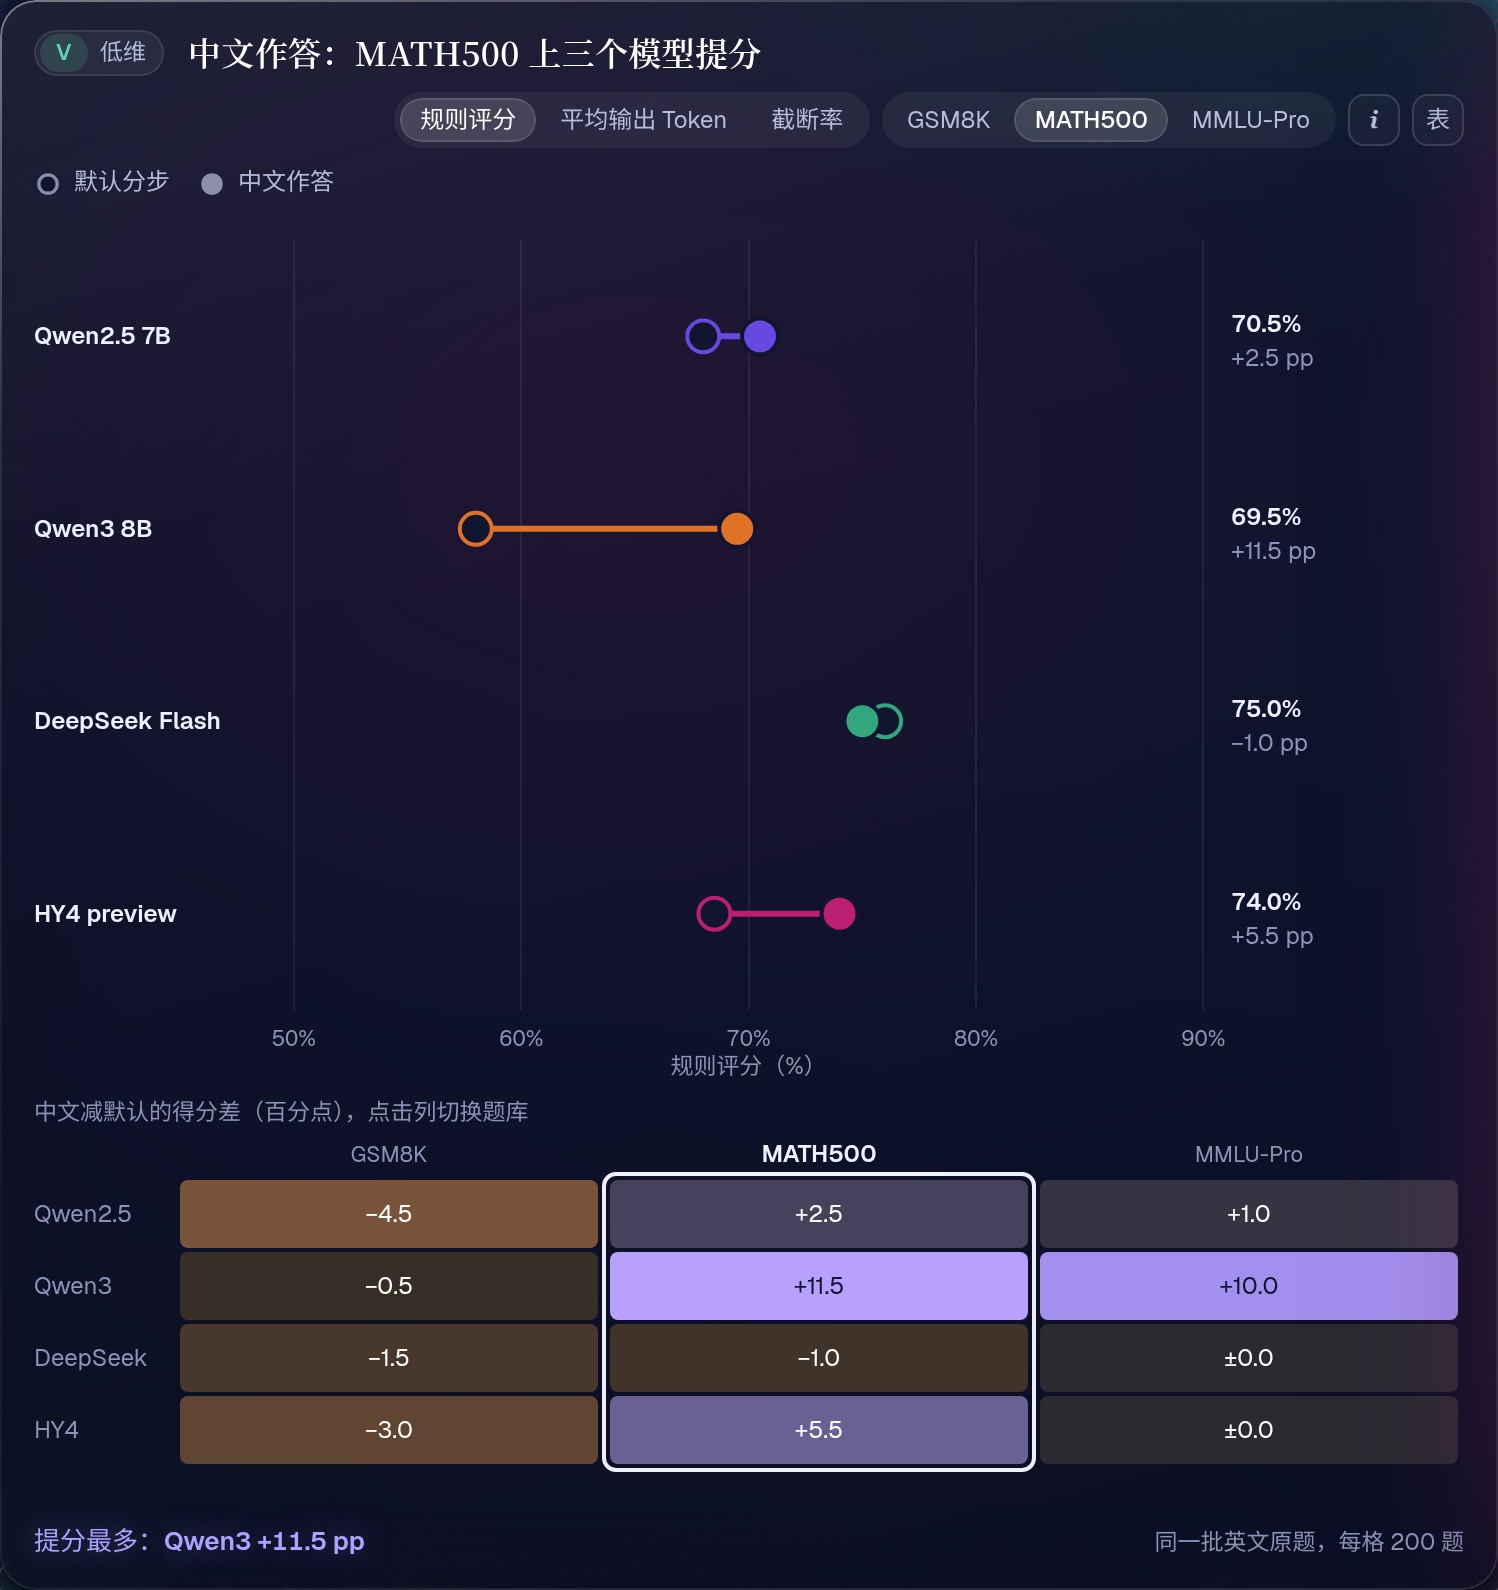 V 低维 中文作答：MATH500 上三个模型提分
规则评分 平均输出 Token 截断率 GSM8K MATH500 MMLU-Pro i 表
默认分步 中文作答
Qwen2.5 7B
70.5%
+2.5 pp
Qwen3 8B
69.5%
+11.5 pp
DeepSeek Flash
75.0%
−1.0 pp
HY4 preview
74.0%
+5.5 pp
50% 60% 70% 80% 90%
规则评分（%）
中文减默认的得分差（百分点），点击列切换题库
GSM8K MATH500 MMLU-Pro
Qwen2.5 −4.5 +2.5 +1.0
Qwen3 −0.5 +11.5 +10.0
DeepSeek −1.5 −1.0 ±0.0
HY4 −3.0 +5.5 ±0.0
提分最多：Qwen3 +11.5 pp
同一批英文原题，每格 200 题